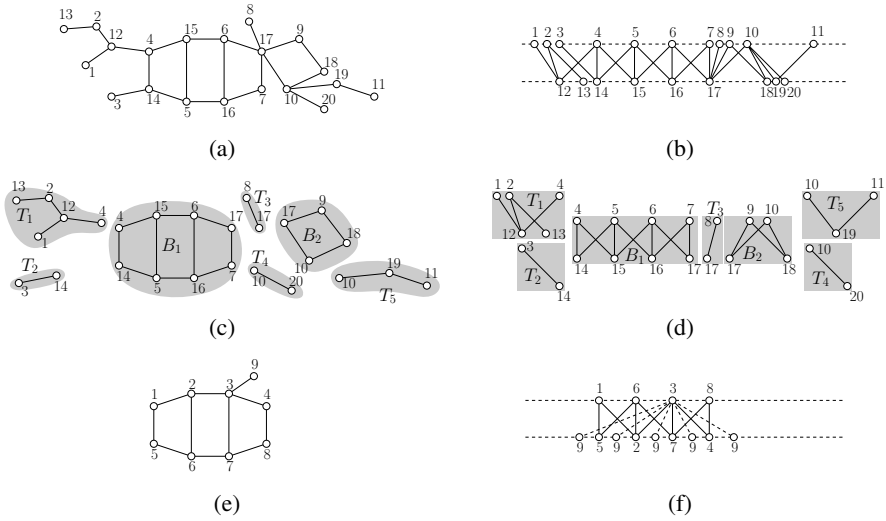 13 2 12 1 4 3 14 15 5 6 16 8 17 7 9 18 10 19 20 11
(a)
1 2 3 4 5 6 7 8 9 10 11
12 13 14 15 16 17 18 19 20
(b)
13 2 T1 12 1 4
T2 3 14
4 15 6 17 B1 14 5 16 7
8 T3 17
9 17 B2 18 10
T4 10 20
19 11 10 T5
(c)
1 2 4 T1 12 13
3 T2 14
4 5 6 7 B1 14 15 16 17
T3 8 17
9 10 B2 17 18
10 11 T5 19
10 T4 20
(d)
9
1 2 3 4
5 6 7 8
(e)
1 6 3 8
9 5 9 2 9 7 9 4 9
(f)